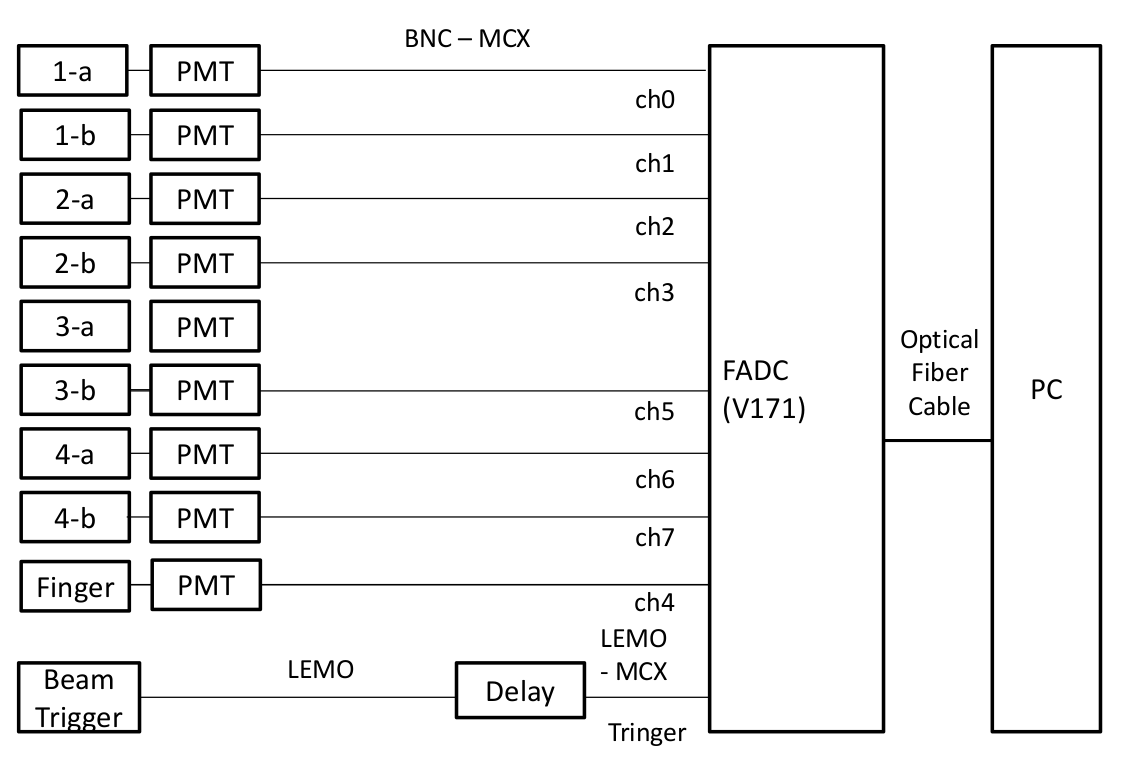 BNC – MCX
1-a PMT
ch0
1-b PMT
ch1
2-a PMT
ch2
2-b PMT
ch3
3-a PMT
3-b PMT
ch5
4-a PMT
ch6
4-b PMT
ch7
Finger PMT
ch4
FADC
(V171)
Optical
Fiber
Cable
PC
Beam
Trigger
LEMO
Delay
LEMO
- MCX
Tringer